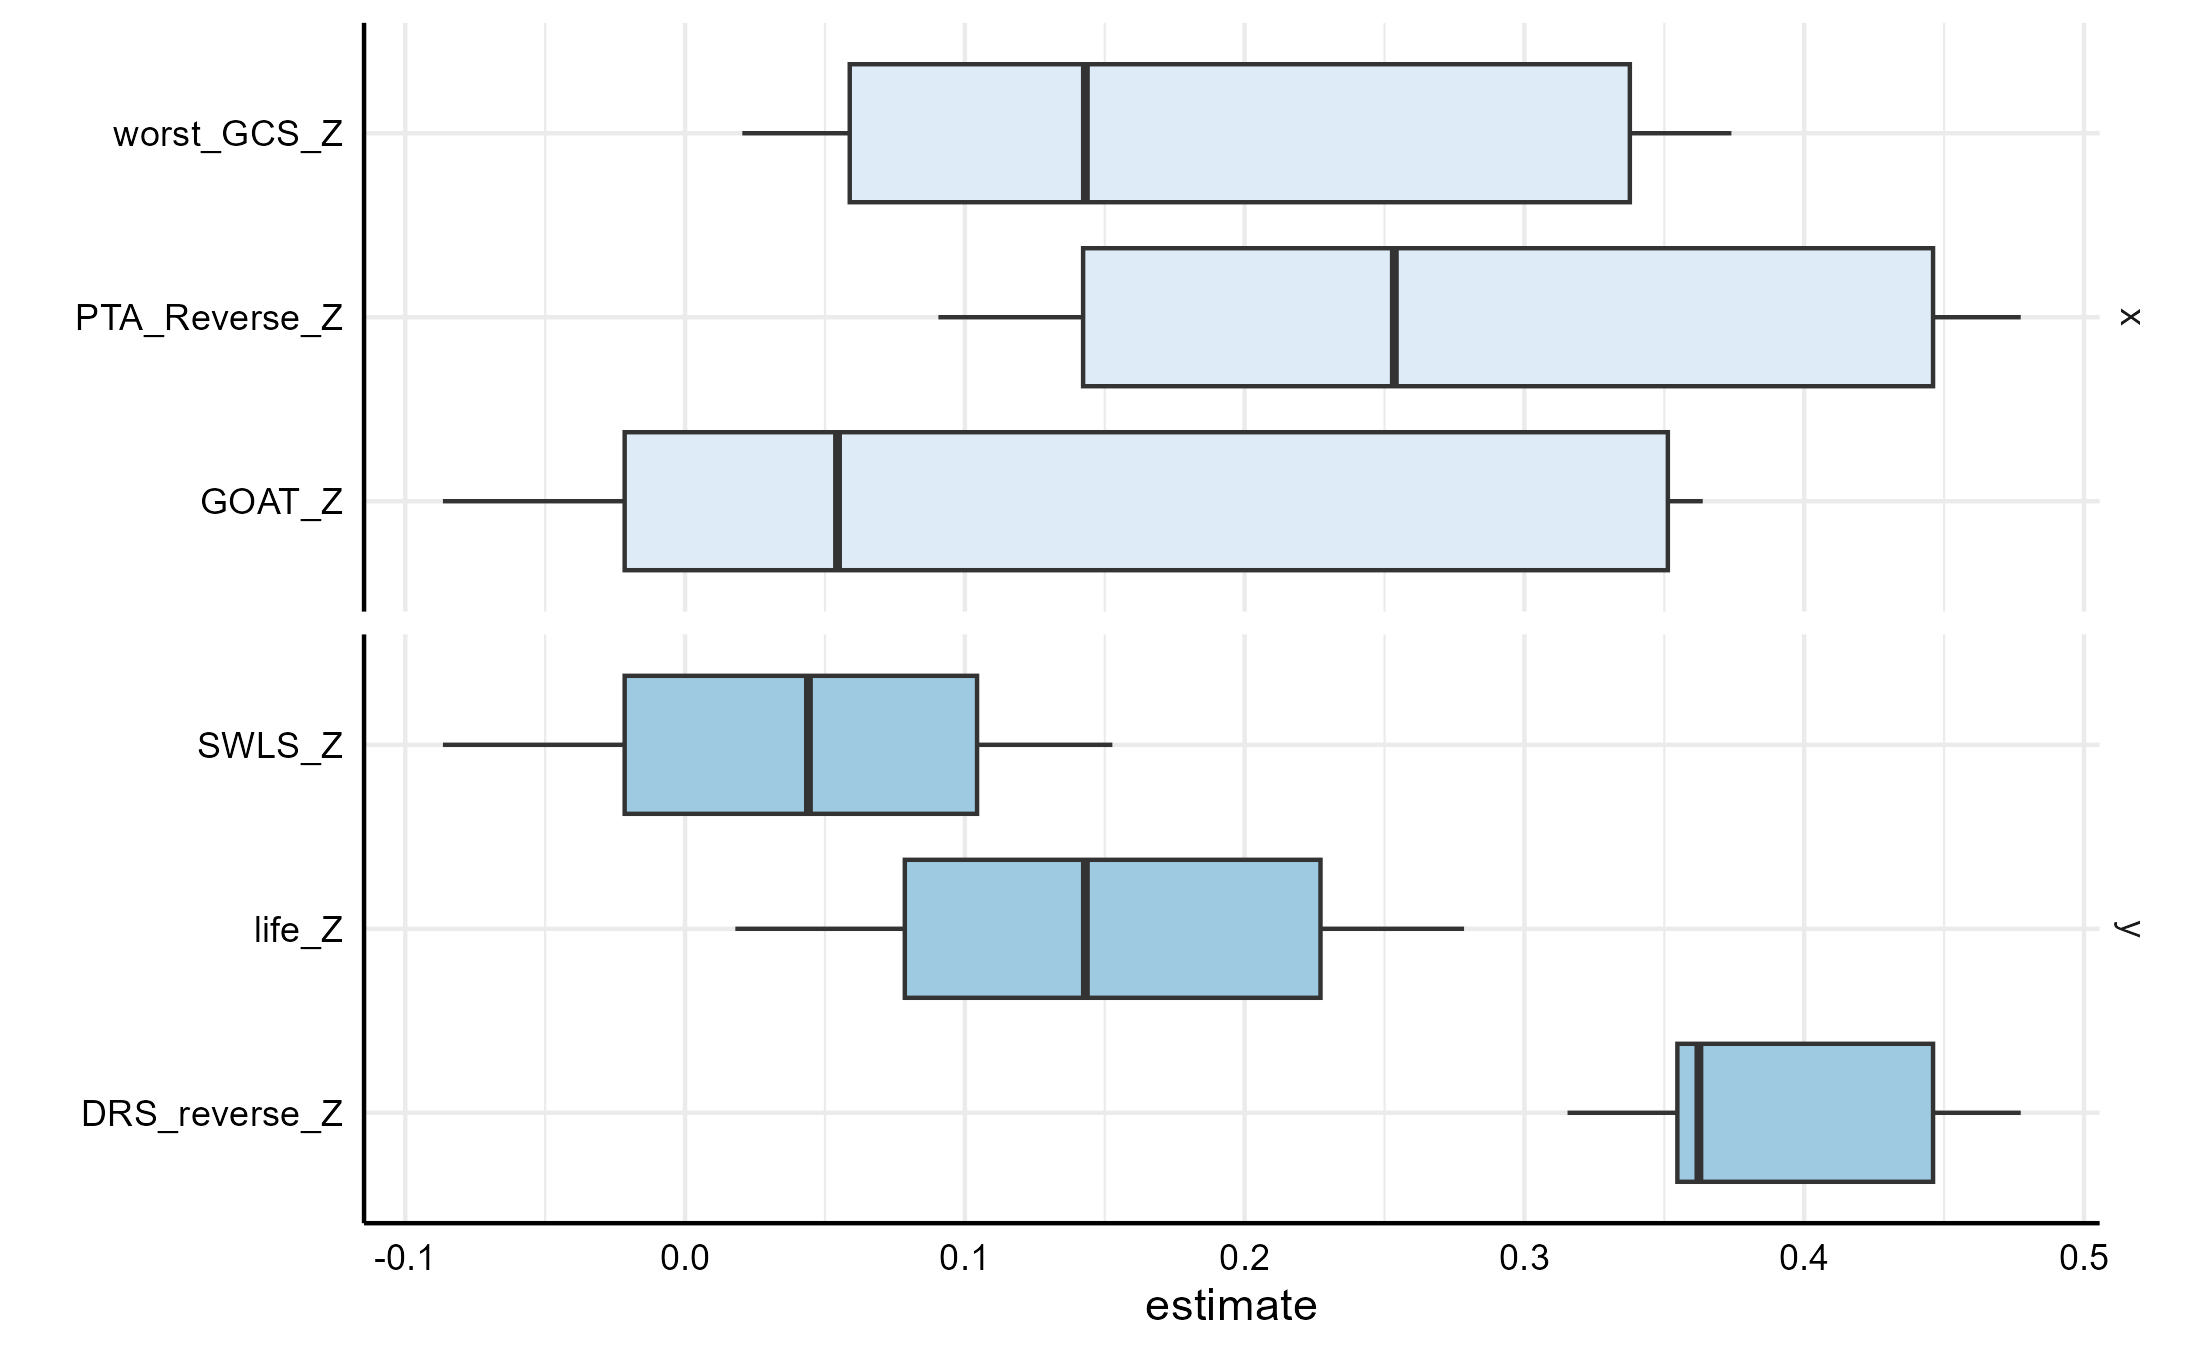 worst_GCS_Z
PTA_Reverse_Z
x
GOAT_Z
SWLS_Z
life_Z
y
DRS_reverse_Z
-0.1 0.0 0.1 0.2 0.3 0.4 0.5
estimate